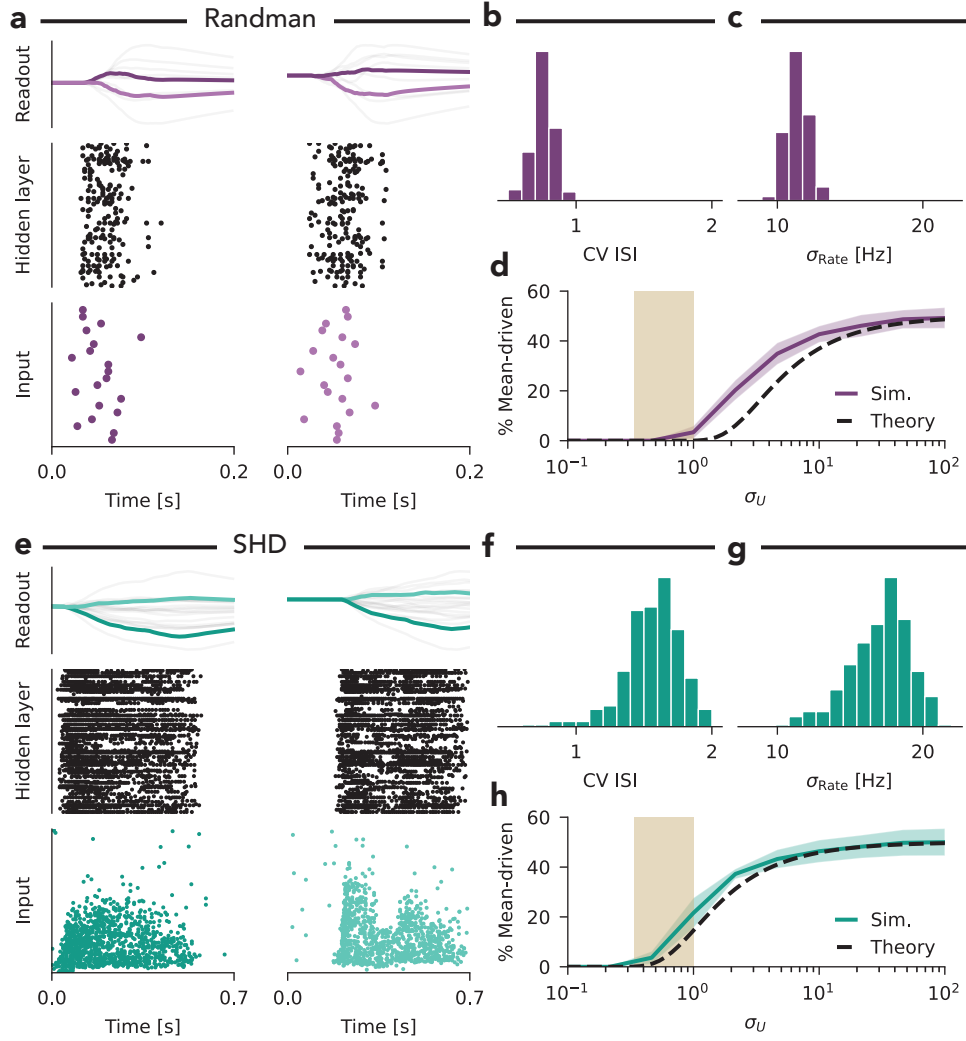 a Randman b c
Readout
Hidden layer
Input
0.0 0.2 0.0 0.2
Time [s] Time [s]
1 2
CV ISI
10 20
σRate [Hz]
d
60
40
20
0
% Mean-driven
Sim.
Theory
10⁻¹ 10⁰ 10¹ 10²
σU
e SHD f g
Readout
Hidden layer
Input
0.0 0.7 0.0 0.7
Time [s] Time [s]
1 2
CV ISI
10 20
σRate [Hz]
h
60
40
20
0
% Mean-driven
Sim.
Theory
10⁻¹ 10⁰ 10¹ 10²
σU